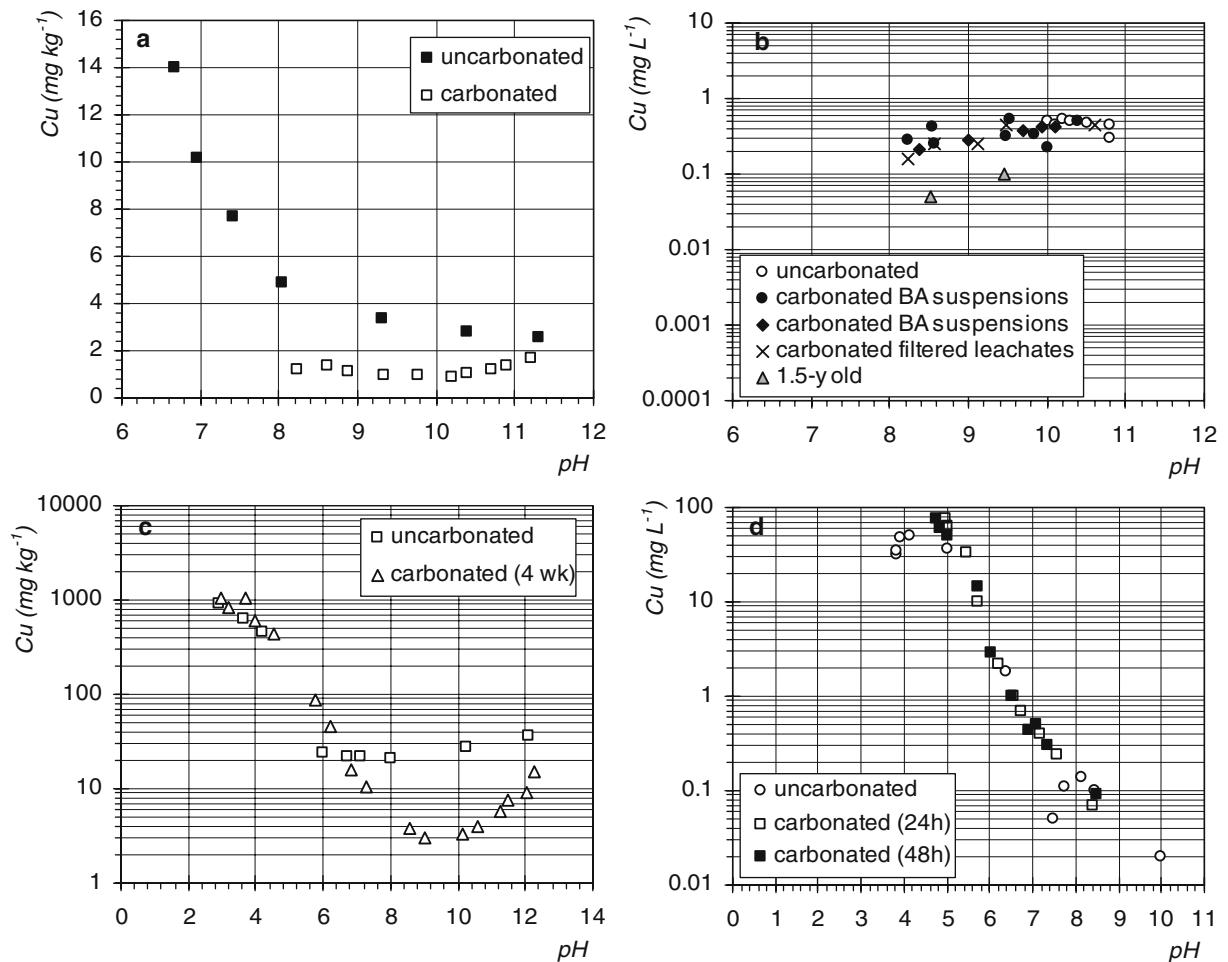 a
Cu (mg kg-1)
16
14
12
10
8
6
4
2
0
6 7 8 9 10 11 12
pH
uncarbonated
carbonated
b
Cu (mg L-1)
10
1
0.1
0.01
0.001
0.0001
6 7 8 9 10 11 12
pH
uncarbonated
carbonated BA suspensions
carbonated BA suspensions
carbonated filtered leachates
1.5-y old
c
Cu (mg kg-1)
10000
1000
100
10
1
0 2 4 6 8 10 12 14
pH
uncarbonated
carbonated (4 wk)
d
Cu (mg L-1)
100
10
1
0.1
0.01
0 1 2 3 4 5 6 7 8 9 10 11
pH
uncarbonated
carbonated (24h)
carbonated (48h)